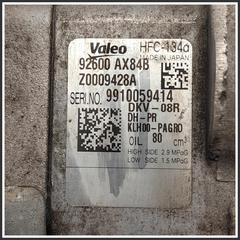 Valeo HFC-134a
MADE IN JAPAN
92600 AX84B
Z0009428A
SERI.NO. 9910059414
DKV-08R
DH-PR
KLH00-PAGR0
OIL 80 cm³
HIGH SIDE 2.9 MPaG
LOW SIDE 1.5 MPaG